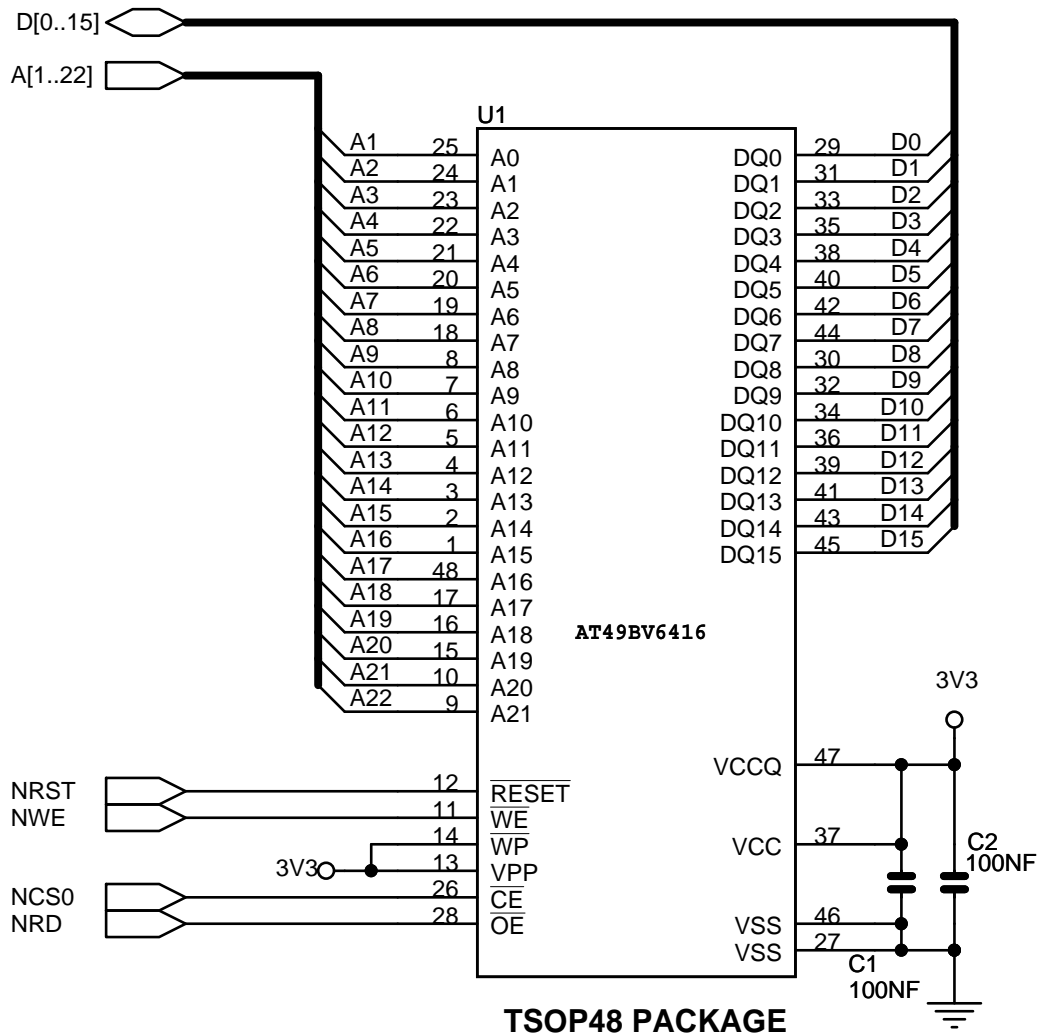 D[0..15]
A[1..22]
U1
A1 25 A0 DQ0 29 D0
A2 24 A1 DQ1 31 D1
A3 23 A2 DQ2 33 D2
A4 22 A3 DQ3 35 D3
A5 21 A4 DQ4 38 D4
A6 20 A5 DQ5 40 D5
A7 19 A6 DQ6 42 D6
A8 18 A7 DQ7 44 D7
A9 8 A8 DQ8 30 D8
A10 7 A9 DQ9 32 D9
A11 6 A10 DQ10 34 D10
A12 5 A11 DQ11 36 D11
A13 4 A12 DQ12 39 D12
A14 3 A13 DQ13 41 D13
A15 2 A14 DQ14 43 D14
A16 1 A15 DQ15 45 D15
A17 48 A16
A18 17 A17
A19 16 A18 AT49BV6416
A20 15 A19
A21 10 A20
A22 9 A21
3V3
VCCQ 47
NRST 12 RESET
NWE 11 WE
14 WP VCC 37
3V3 13 VPP
C2
100NF
NCS0 26 CE
NRD 28 OE VSS 46
VSS 27
C1
100NF
TSOP48 PACKAGE